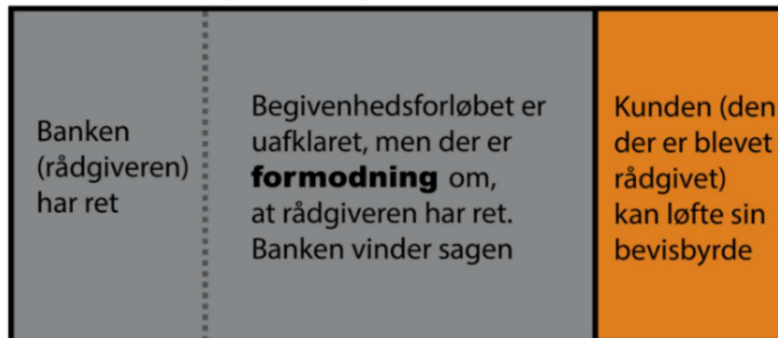 Banken
(rådgiveren)
har ret
Begivenhedsforløbet er
uafklaret, men der er
formodning om,
at rådgiveren har ret.
Banken vinder sagen
Kunden (den
der er blevet
rådgivet)
kan løfte sin
bevisbyrde